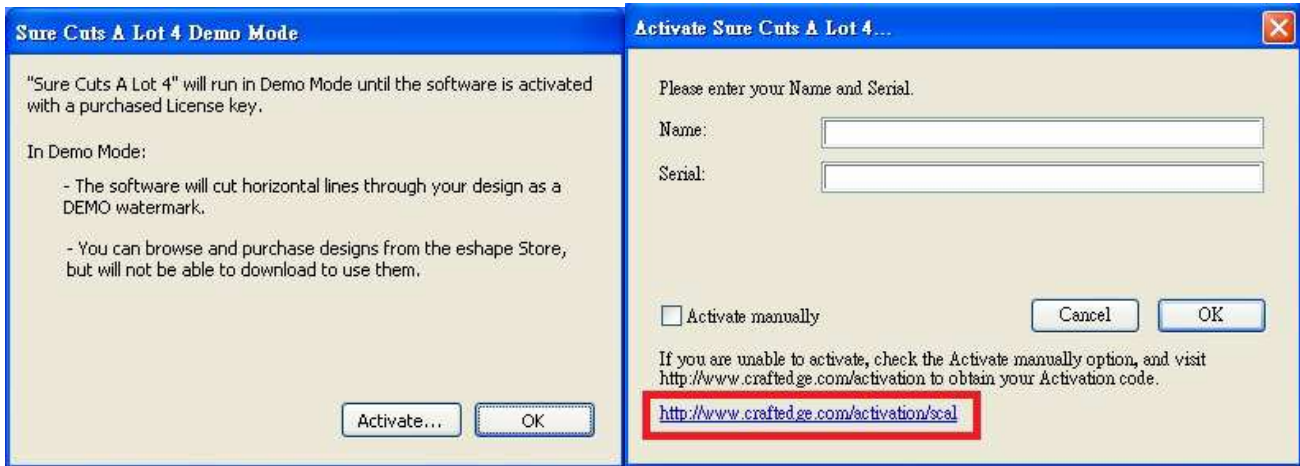 Sure Cuts A Lot 4 Demo Mode
"Sure Cuts A Lot 4" will run in Demo Mode until the software is activated
with a purchased License key.
In Demo Mode:
- The software will cut horizontal lines through your design as a
DEMO watermark.
- You can browse and purchase designs from the eshape Store,
but will not be able to download to use them.
Activate...
OK
Activate Sure Cuts A Lot 4...
Please enter your Name and Serial.
Name:
Serial:
Activate manually
Cancel
OK
If you are unable to activate, check the Activate manually option, and visit
http://www.craftedge.com/activation to obtain your Activation code.
http://www.craftedge.com/activation/scal